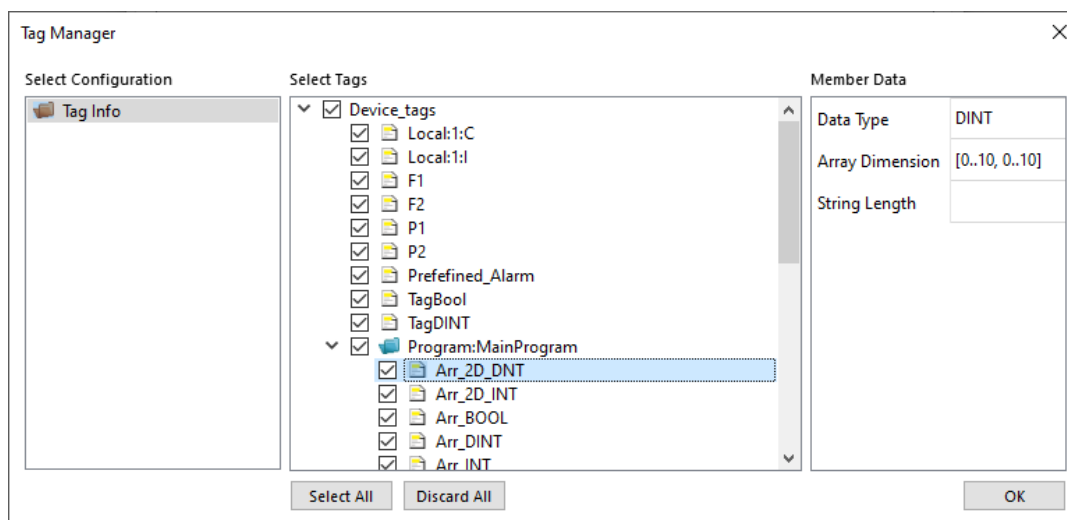 Tag Manager
Select Configuration
Tag Info
Select Tags
Device_tags
Local:1:C
Local:1:I
F1
F2
P1
P2
Prefefined_Alarm
TagBool
TagDINT
Program:MainProgram
Arr_2D_DNT
Arr_2D_INT
Arr_BOOL
Arr_DINT
Arr_INT
Select All
Discard All
Member Data
Data Type DINT
Array Dimension [0..10, 0..10]
String Length
OK